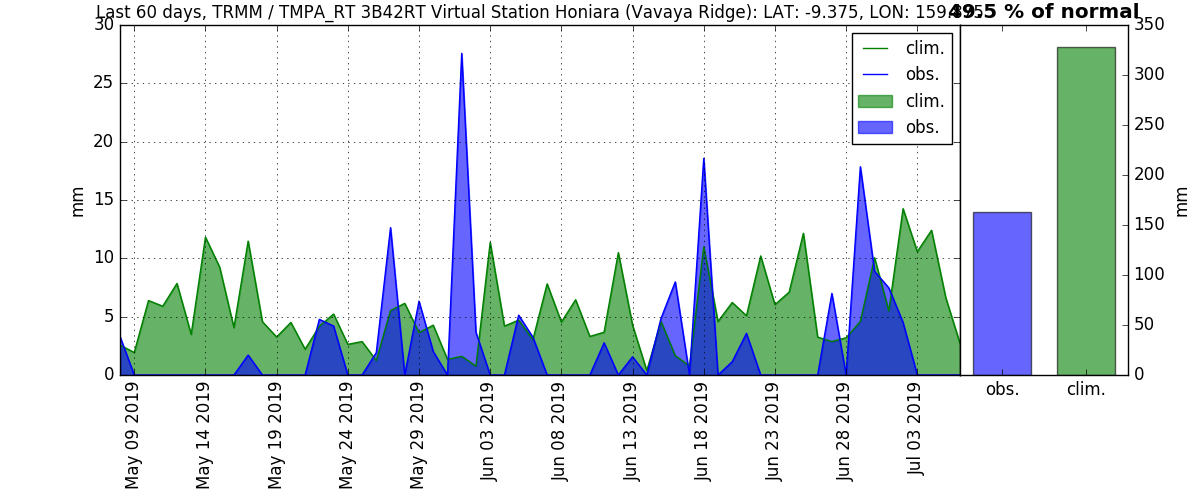 Last 60 days, TRMM / TMPA_RT 3B42RT Virtual Station Honiara (Vavaya Ridge): LAT: -9.375, LON:
49.5 % of normal
30
25
20
15
10
5
0
mm
clim.
obs.
clim.
obs.
350
300
250
200
150
100
50
0
mm
May 09 2019
May 14 2019
May 19 2019
May 24 2019
May 29 2019
Jun 03 2019
Jun 08 2019
Jun 13 2019
Jun 18 2019
Jun 23 2019
Jun 28 2019
Jul 03 2019
obs.
clim.